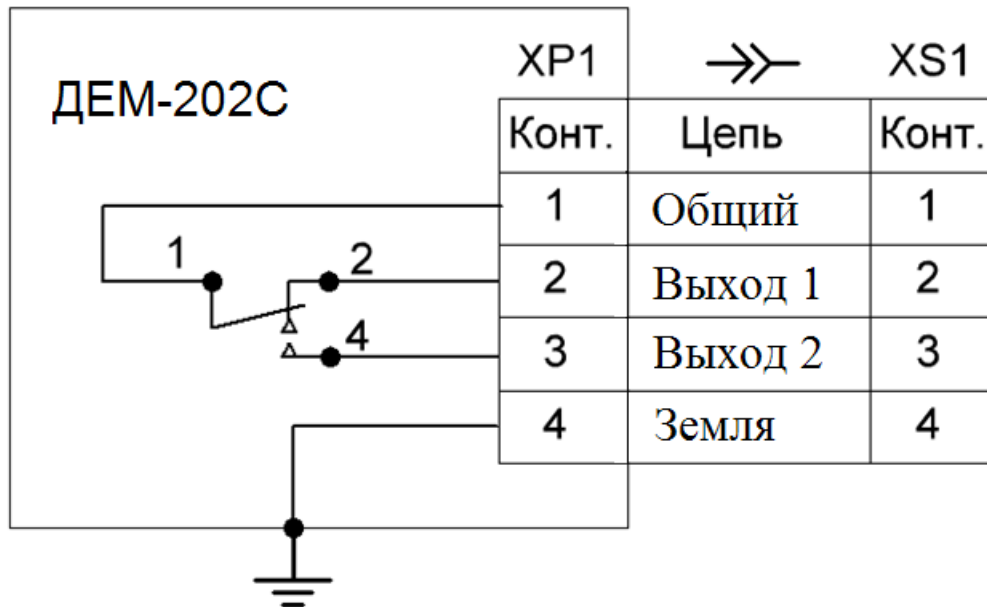 ДЕМ-202С
XP1 XS1
Конт. Цепь Конт.
1 Общий 1
2 Выход 1 2
3 Выход 2 3
4 Земля 4
1 2
4